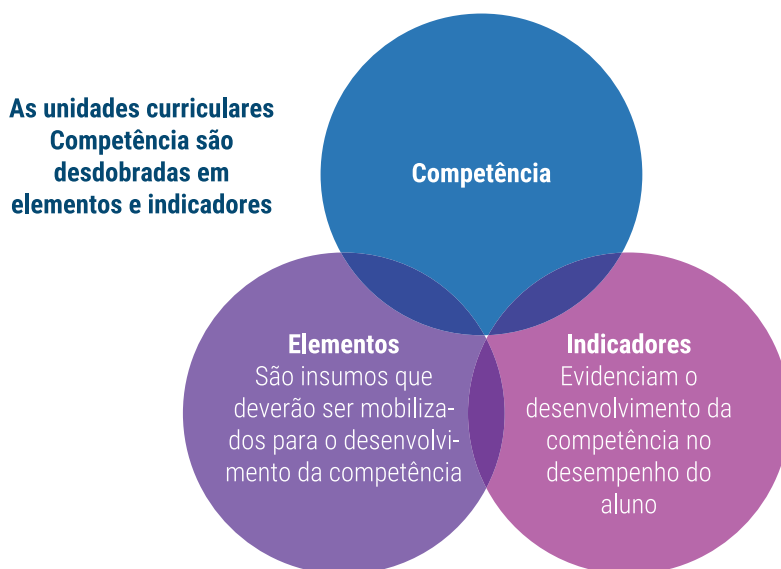 As unidades curriculares
Competência são
desdobradas em
elementos e indicadores
Competência
Elementos
São insumos que
deverão ser mobiliza-
dos para o desenvolvi-
mento da competência
Indicadores
Evidenciam o
desenvolvimento da
competência no
desempenho do
aluno